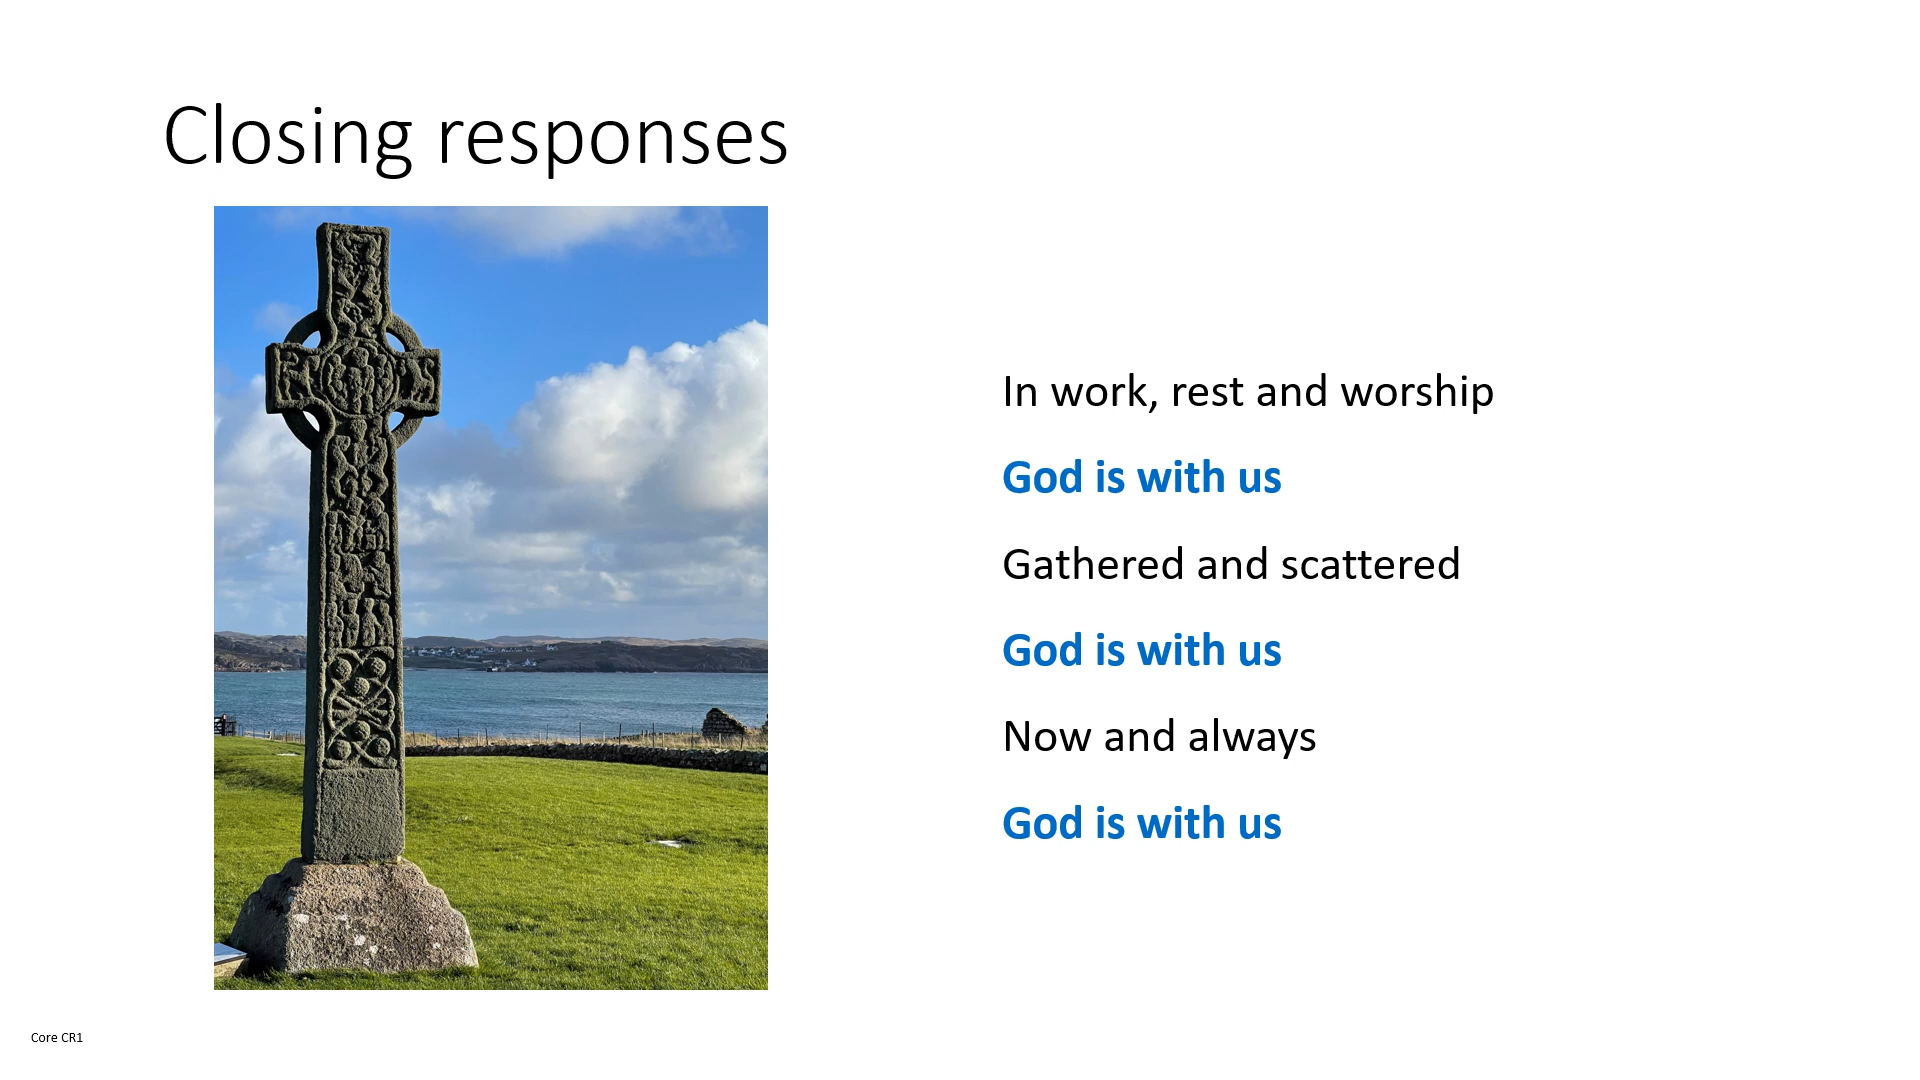 Closing responses
In work, rest and worship
God is with us
Gathered and scattered
God is with us
Now and always
God is with us
Core CR1